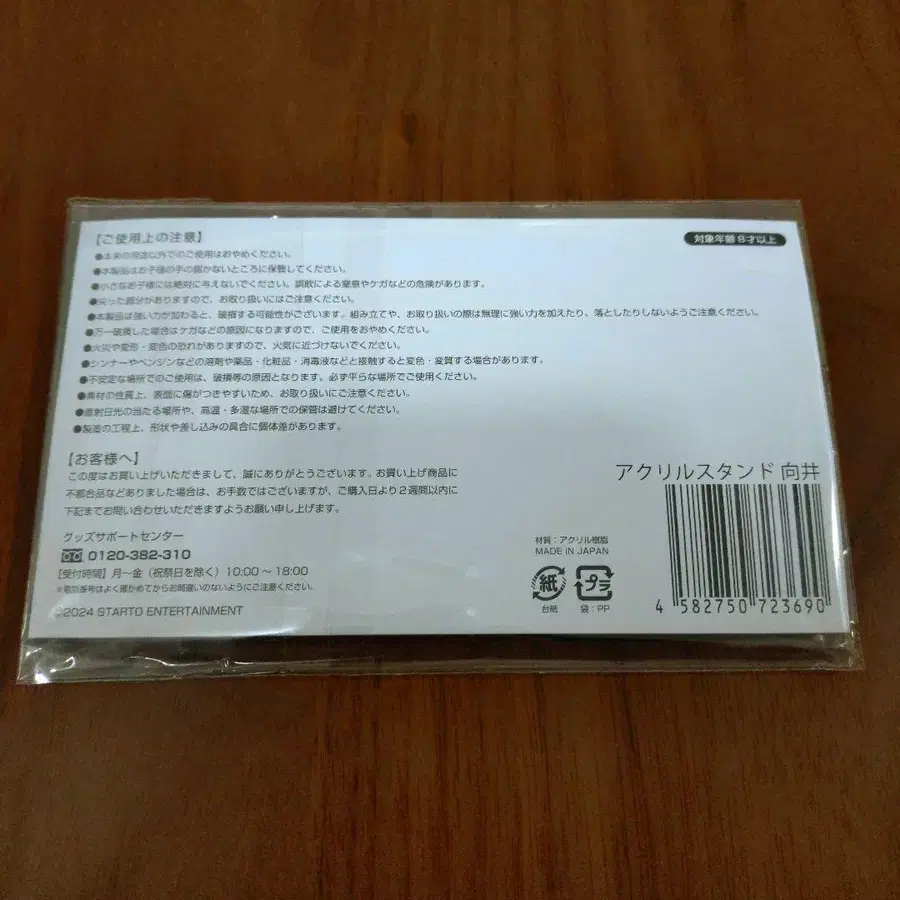 【ご使用上の注意】
対象年齢8才以上
●本来の用途以外でのご使用はおやめください。
●本製品はお子様の手の届かないところに保管してください。
●小さなお子様には絶対に与えないでください。誤飲による窒息やケガなどの危険があります。
●尖った部分がありますので、お取り扱いにはご注意ください。
●本製品は強い力が加わると、破損する可能性がございます。組み立てや、お取り扱いの際は無理に強い力を加えたり、落としたりしないようご注意ください。
●万一破損した場合はケガなどの原因になりますので、ご使用をおやめください。
●火災や変形・変色の恐れがありますので、火気に近づけないでください。
●シンナーやベンジンなどの溶剤や薬品・化粧品・消毒液などと接触すると変色・変質する場合があります。
●不安定な場所でのご使用は、破損等の原因となります。必ず平らな場所でご使用ください。
●素材の性質上、表面に傷がつきやすいため、お取り扱いにご注意ください。
●直射日光の当たる場所や、高温・多湿な場所での保管は避けてください。
●製造の工程上、形状や差し込みの具合に個体差があります。
【お客様へ】
この度はお買い上げいただきまして、誠にありがとうございます。お買い上げ商品に
不都合品などありました場合は、お手数ではございますが、ご購入日より2週間以内に
下記までお問い合わせいただきますようお願い申し上げます。
グッズサポートセンター
0120-382-310
【受付時間】月～金（祝祭日を除く）10:00～18:00
※電話番号はよく確かめてからお間違いのないようにご注意ください。
©2024 STARTO ENTERTAINMENT
材質：アクリル樹脂
MADE IN JAPAN
紙
プラ
台紙
袋：PP
アクリルスタンド 向井
4 582750 723690